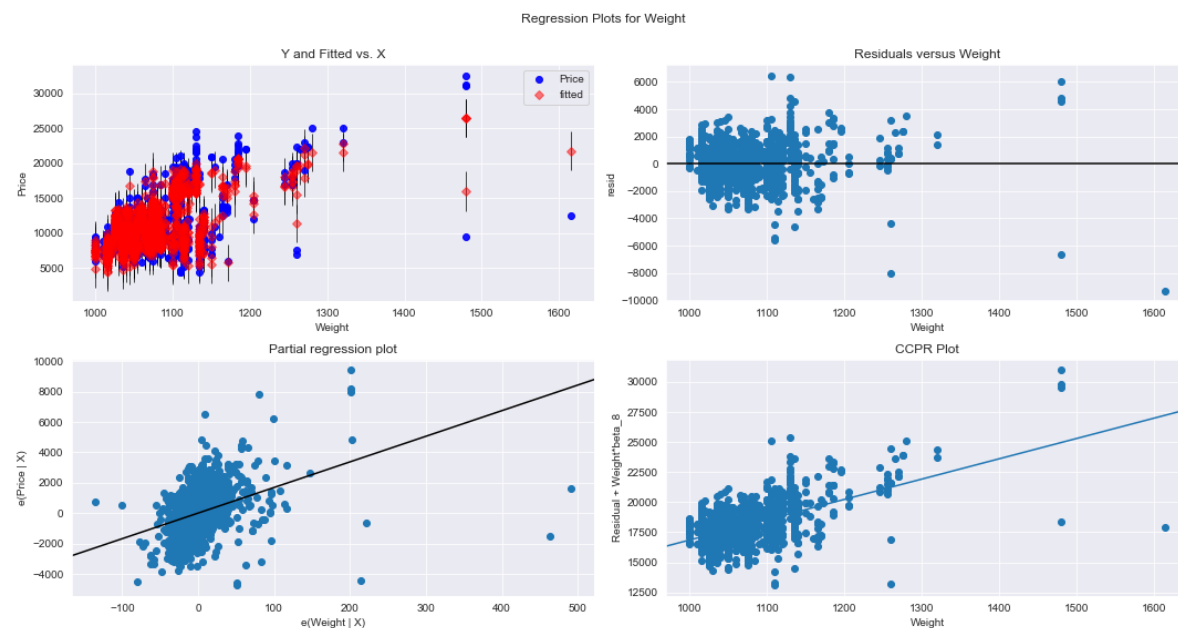 Regression Plots for Weight
Y and Fitted vs. X
Price
fitted
30000
25000
20000
15000
10000
5000
Price
1000 1100 1200 1300 1400 1500 1600
Weight
Residuals versus Weight
6000
4000
2000
0
−2000
−4000
−6000
−8000
−10000
resid
1000 1100 1200 1300 1400 1500 1600
Weight
Partial regression plot
10000
8000
6000
4000
2000
0
−2000
−4000
e(Price | X)
−100 0 100 200 300 400 500
e(Weight | X)
CCPR Plot
30000
27500
25000
22500
20000
17500
15000
12500
Residual + Weight*beta_8
1000 1100 1200 1300 1400 1500 1600
Weight